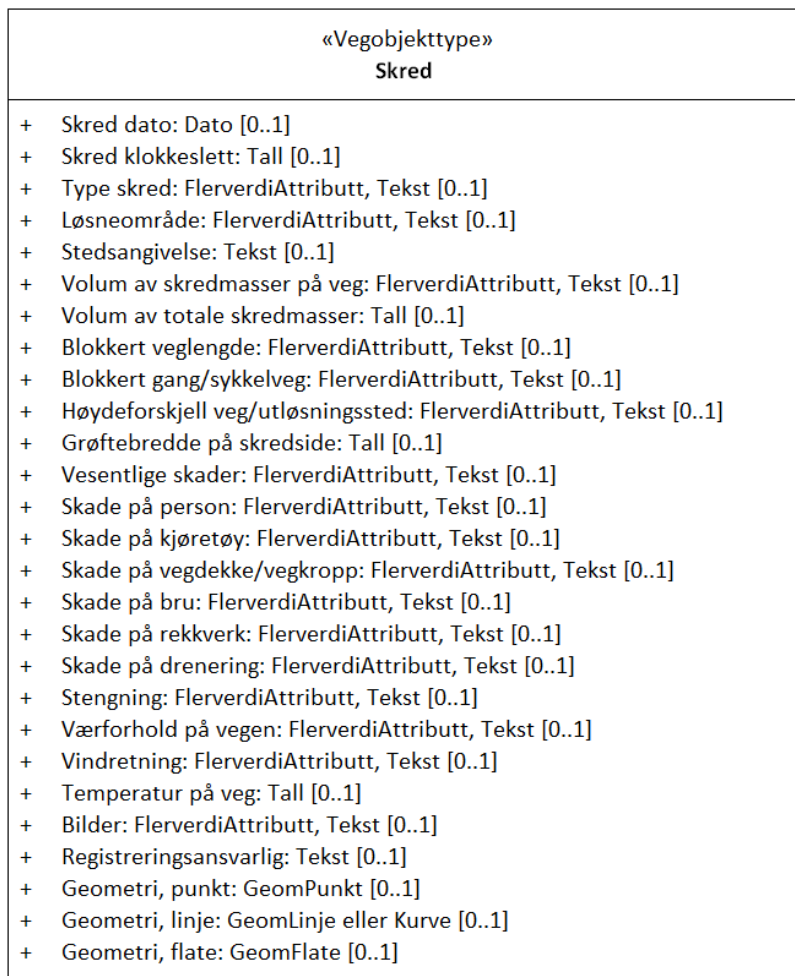 «Vegobjekttype»
Skred
+ Skred dato: Dato [0..1]
+ Skred klokkeslett: Tall [0..1]
+ Type skred: FlerverdiAttributt, Tekst [0..1]
+ Løsneområde: FlerverdiAttributt, Tekst [0..1]
+ Stedsangivelse: Tekst [0..1]
+ Volum av skredmasser på veg: FlerverdiAttributt, Tekst [0..1]
+ Volum av totale skredmasser: Tall [0..1]
+ Blokkert veglengde: FlerverdiAttributt, Tekst [0..1]
+ Blokkert gang/sykkelveg: FlerverdiAttributt, Tekst [0..1]
+ Høydeforskjell veg/utløsningssted: FlerverdiAttributt, Tekst [0..1]
+ Grøftebredde på skredside: Tall [0..1]
+ Vesentlige skader: FlerverdiAttributt, Tekst [0..1]
+ Skade på person: FlerverdiAttributt, Tekst [0..1]
+ Skade på kjøretøy: FlerverdiAttributt, Tekst [0..1]
+ Skade på vegdekke/vegkropp: FlerverdiAttributt, Tekst [0..1]
+ Skade på bru: FlerverdiAttributt, Tekst [0..1]
+ Skade på rekkverk: FlerverdiAttributt, Tekst [0..1]
+ Skade på drenering: FlerverdiAttributt, Tekst [0..1]
+ Stengning: FlerverdiAttributt, Tekst [0..1]
+ Værforhold på vegen: FlerverdiAttributt, Tekst [0..1]
+ Vindretning: FlerverdiAttributt, Tekst [0..1]
+ Temperatur på veg: Tall [0..1]
+ Bilder: FlerverdiAttributt, Tekst [0..1]
+ Registreringsansvarlig: Tekst [0..1]
+ Geometri, punkt: GeomPunkt [0..1]
+ Geometri, linje: GeomLinje eller Kurve [0..1]
+ Geometri, flate: GeomFlate [0..1]